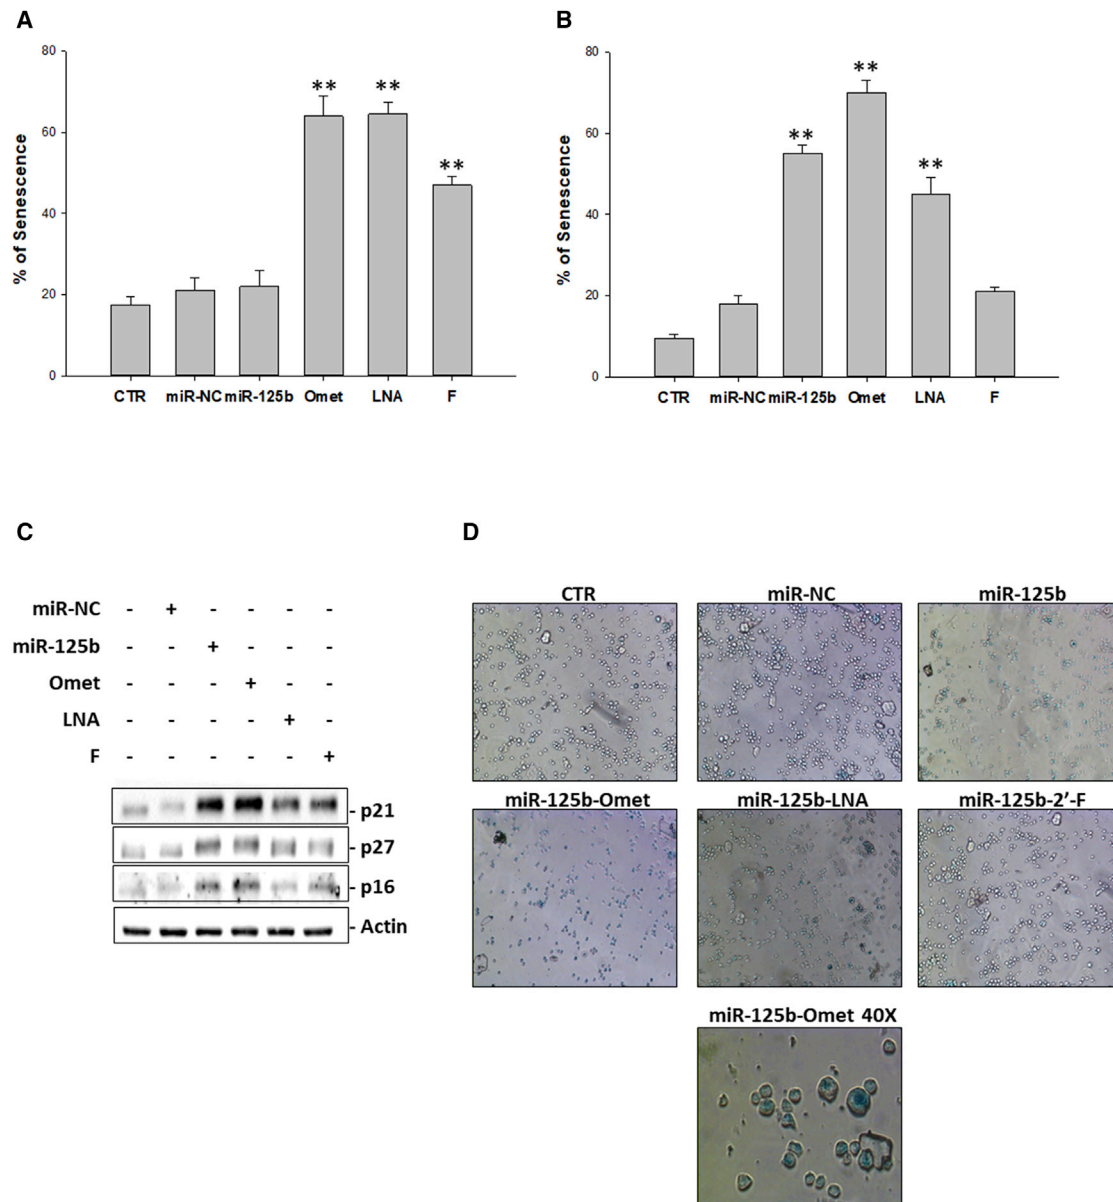 A
B
80
60
40
20
0
% of Senescence
** ** **
CTR miR-NC miR-125b Omet LNA F
80
60
40
20
0
% of Senescence
** ** ** 
CTR miR-NC miR-125b Omet LNA F
C
D
miR-NC - + - - - -
miR-125b - - + - - -
Omet - - - + - -
LNA - - - - + -
F - - - - - +
- p21
- p27
- p16
- Actin
CTR miR-NC miR-125b
miR-125b-Omet miR-125b-LNA miR-125b-2'-F
miR-125b-Omet 40X